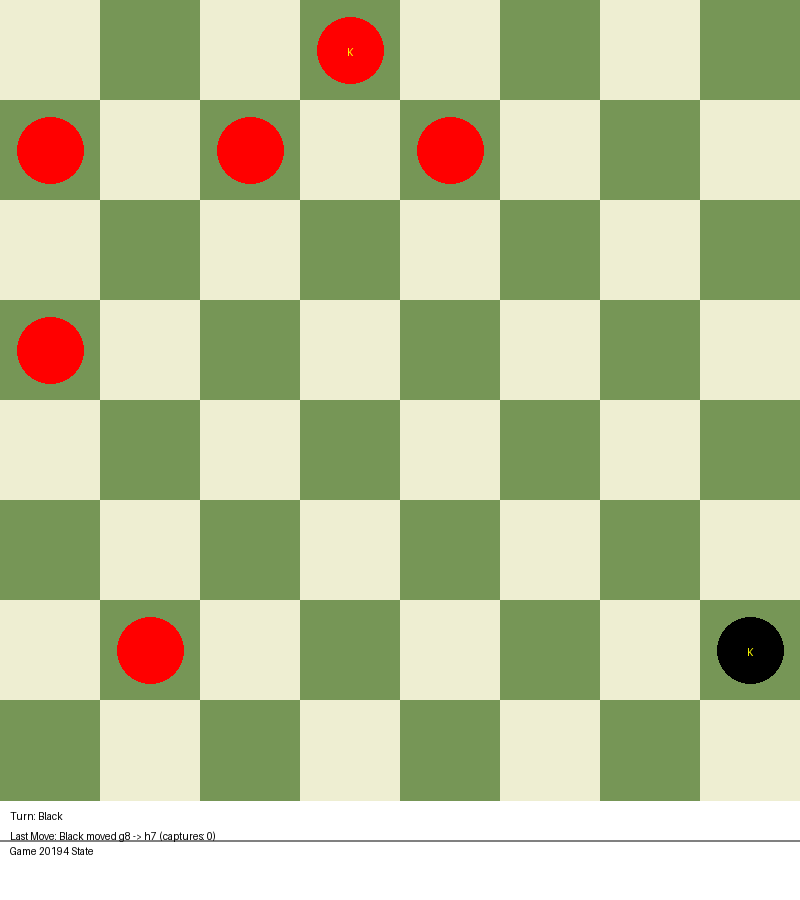 K
K
Turn: Black
Last Move: Black moved g8 -> h7 (captures: 0)
Game 20194 State